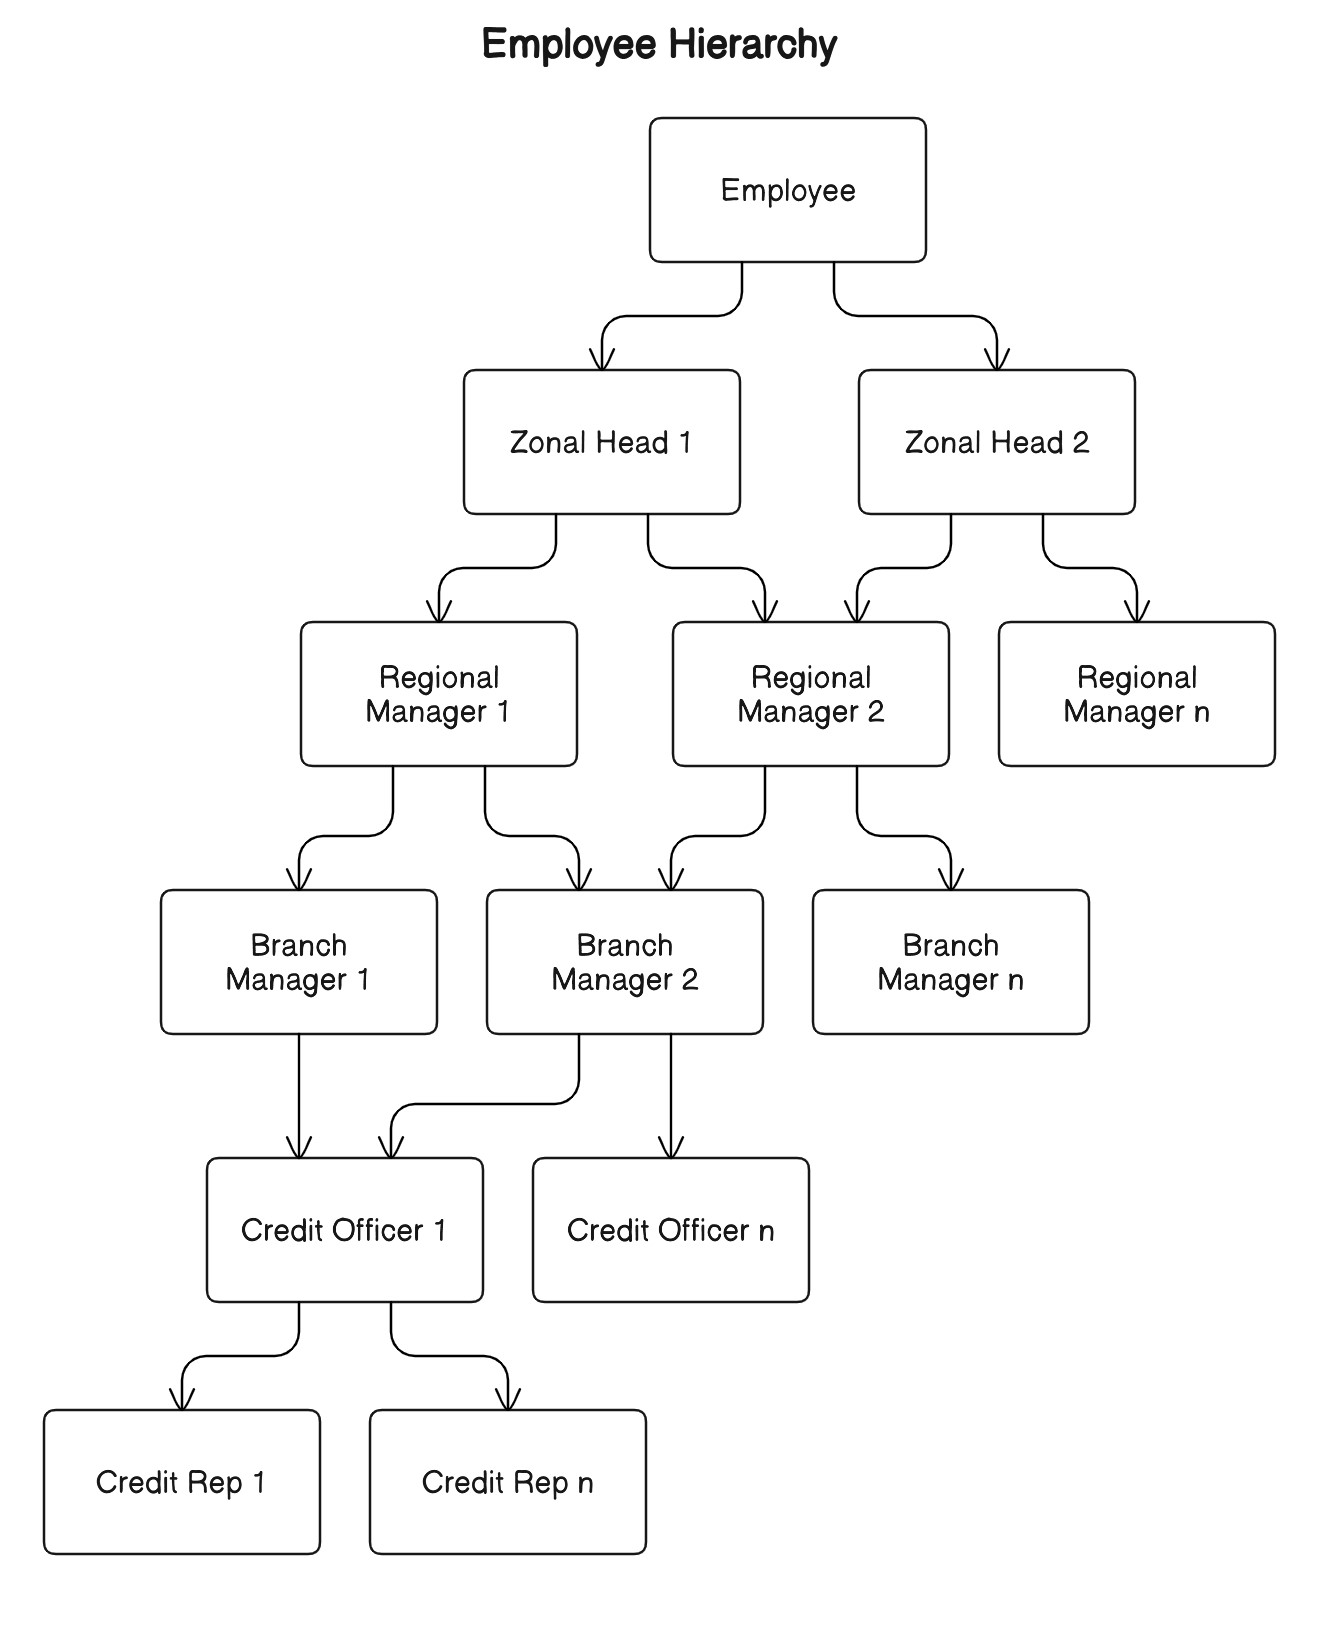 Employee Hierarchy
Employee
Zonal Head 1
Zonal Head 2
Regional
Manager 1
Regional
Manager 2
Regional
Manager n
Branch
Manager 1
Branch
Manager 2
Branch
Manager n
Credit Officer 1
Credit Officer n
Credit Rep 1
Credit Rep n